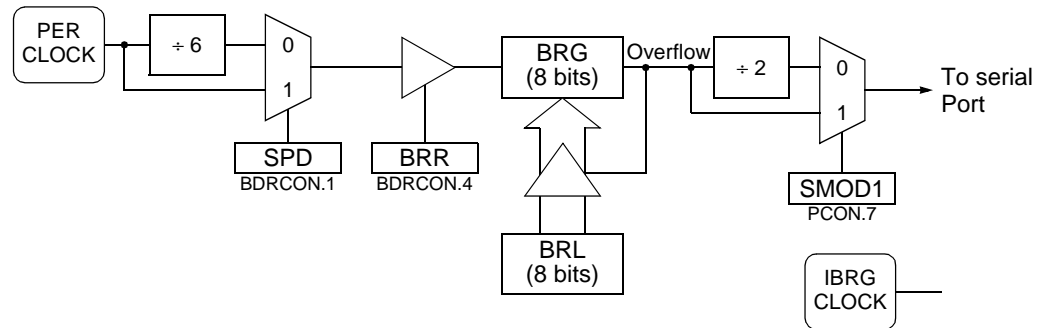 PER
CLOCK
÷ 6
0
1
SPD
BDRCON.1
BRR
BDRCON.4
BRG
(8 bits)
Overflow
BRL
(8 bits)
÷ 2
0
1
SMOD1
PCON.7
To serial
Port
IBRG
CLOCK